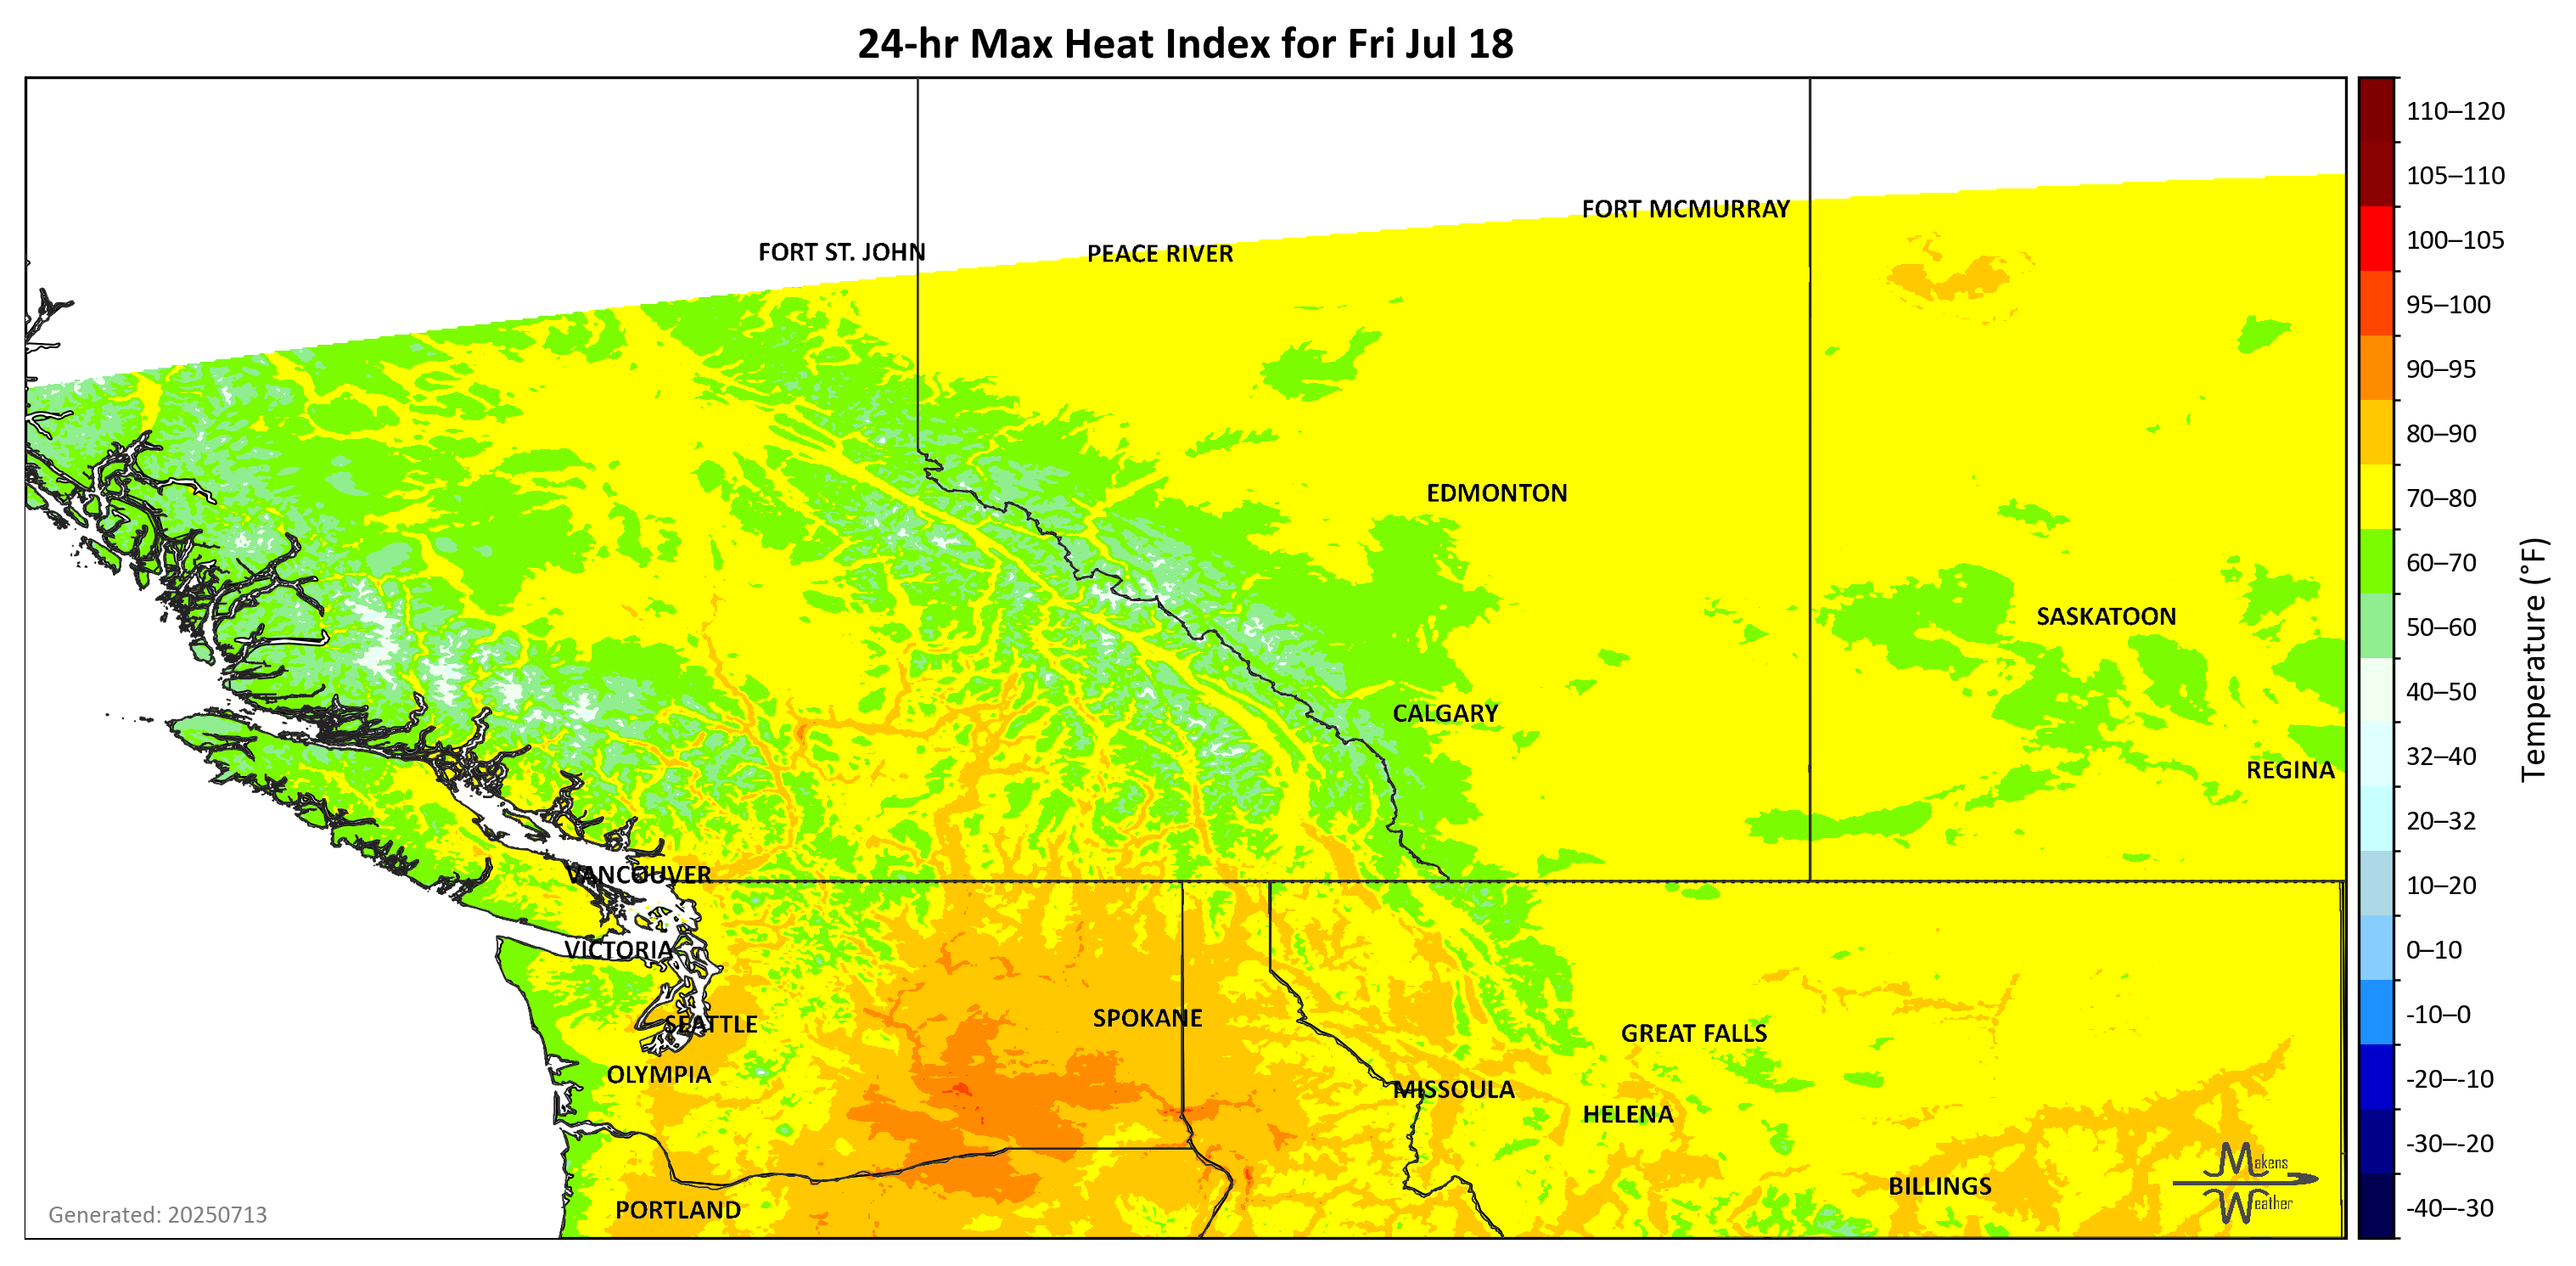 24-hr Max Heat Index for Fri Jul 18
FORT MCMURRAY
FORT ST. JOHN
PEACE RIVER
EDMONTON
SASKATOON
CALGARY
REGINA
VANCOUVER
VICTORIA
SEATTLE
SPOKANE
GREAT FALLS
OLYMPIA
MISSOULA
HELENA
BILLINGS
PORTLAND
Makens
Weather
Generated: 20250713
110–120
105–110
100–105
95–100
90–95
80–90
70–80
60–70
50–60
40–50
32–40
20–32
10–20
0–10
-10–0
-20–-10
-30–-20
-40–-30
Temperature (°F)